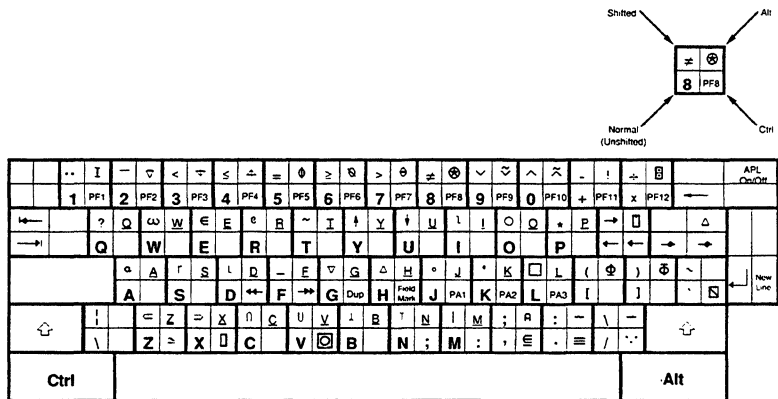 Shifted Alt
≠ ⍟
8 PF8
Normal Ctrl
(Unshifted)
¨ I ¯ ⍫ < ⌶ ≤ = ⌽ ≥ ⍉ > ⊖ ≠ ⍟ ∨ ⍱ ∧ ⍲ - ! ÷ ⌹ APL
On/Off
1 PF1 2 PF2 3 PF3 4 PF4 5 PF5 6 PF6 7 PF7 8 PF8 9 PF9 0 PF10 + PF11 x PF12 ←
⇤ ? Q ω W ∈ E R ~ T ↑ Y ↓ U I ○ O * P → ▯ △
⇥ Q W E R T Y U I O P ← ← → →
α A ⌈ S ⌊ D _ F ∇ G △ H ∘ J ' K □ L ( Φ ) ~
A S D ◄◄ F ►► G Dup H Field Mark J PA1 K PA2 L PA3 [ ] ` New Line
⇧ ¦ ⊂ Z ⊃ X ∩ C ∪ V ⊥ B ⊤ N | M ; : \ — ⇧
\ Z X ▯ C V B N ; M : , . ≡ /
Ctrl Alt